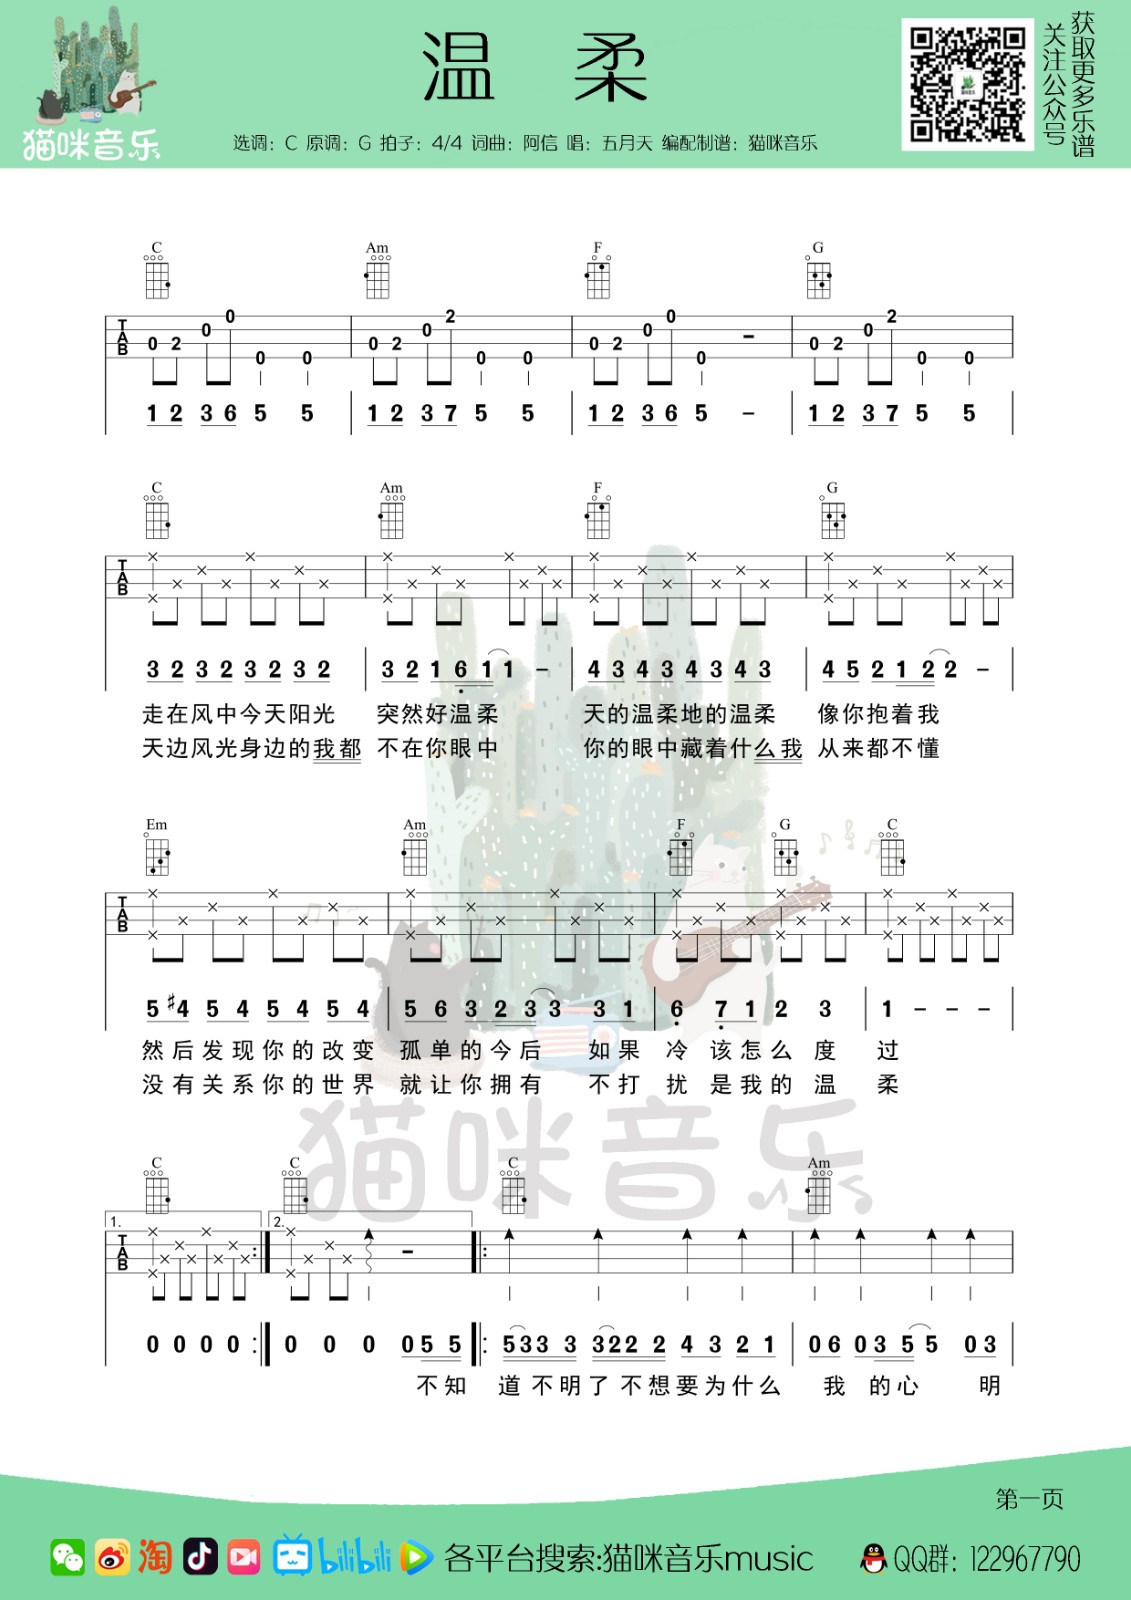 温 柔
猫咪音乐
选调：C 原调：G 拍子：4/4 词曲：阿信 唱：五月天 编配制谱：猫咪音乐
获取更多乐谱
关注公众号
C Am F G
T A B 0 2 0 0 0 0 0 2 0 2 0 0 0 2 0 0 0 – 0 2 0 2 0 0
1 2 3 6 5 5 1 2 3 7 5 5 1 2 3 6 5 – 1 2 3 7 5 5
C Am F G
T A B
3 2 3 2 3 2 3 2 3 2 1 6 1 1 – 4 3 4 3 4 3 4 3 4 5 2 1 2 2 –
走在风中今天阳光 突然好温柔 天的温柔地的温柔 像你抱着我
天边风光身边的我都 不在你眼中 你的眼中藏着什么我 从来都不懂
Em Am F G C
T A B
5 #4 5 4 5 4 5 4 5 6 3 2 3 3 3 1 6 7 1 2 3 1 – – –
然后发现你的改变 孤单的今后 如果 冷 该怎么度 过
没有关系你的世界 就让你拥有 不打 扰 是我的温 柔
C C C Am
1. 2.
T A B –
0 0 0 0 0 0 0 0 5 5 5 3 3 3 3 2 2 2 4 3 2 1 0 6 0 3 5 5 0 3
不知 道不明了不想要为什么 我 的心 明
猫咪音乐
第一页
淘 bilibili 各平台搜索:猫咪音乐music QQ群：122967790